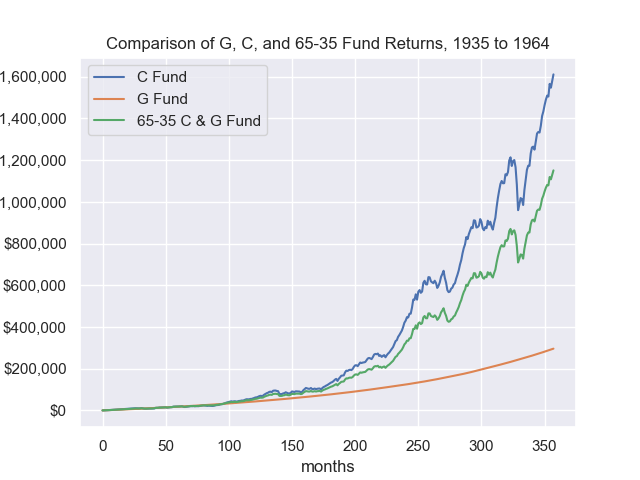 Comparison of G, C, and 65-35 Fund Returns, 1935 to 1964
C Fund
G Fund
65-35 C & G Fund
1,600,000
1,400,000
1,200,000
1,000,000
$800,000
$600,000
$400,000
$200,000
$0
0 50 100 150 200 250 300 350
months